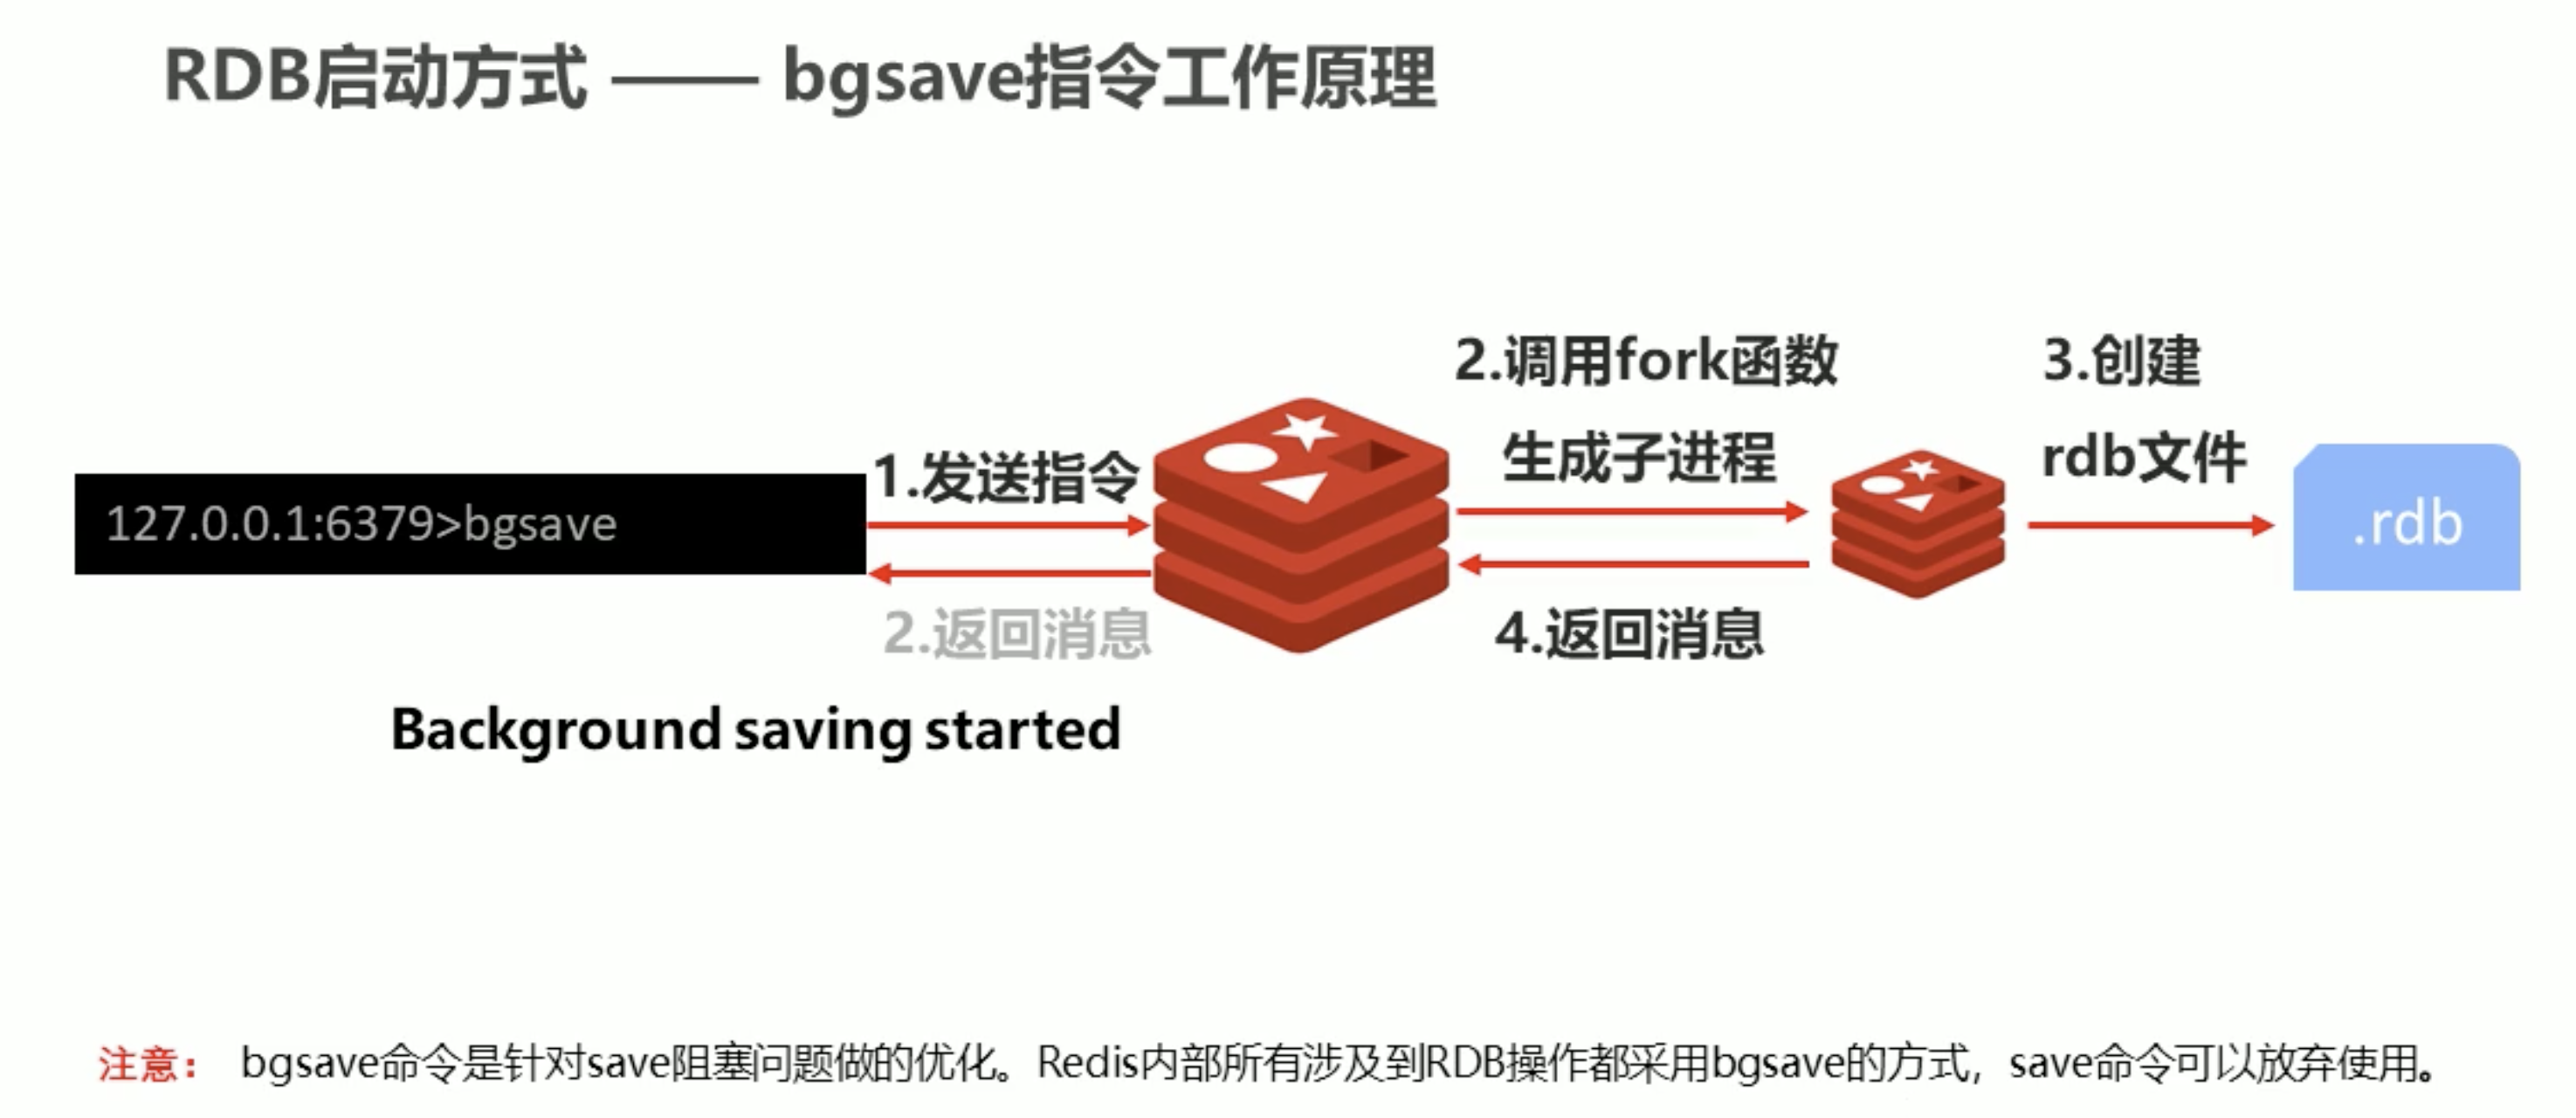 RDB启动方式 —— bgsave指令工作原理
2.调用fork函数
生成子进程
3.创建
rdb文件
1.发送指令
127.0.0.1:6379>bgsave
.rdb
2.返回消息
4.返回消息
Background saving started
注意： bgsave命令是针对save阻塞问题做的优化。Redis内部所有涉及到RDB操作都采用bgsave的方式，save命令可以放弃使用。